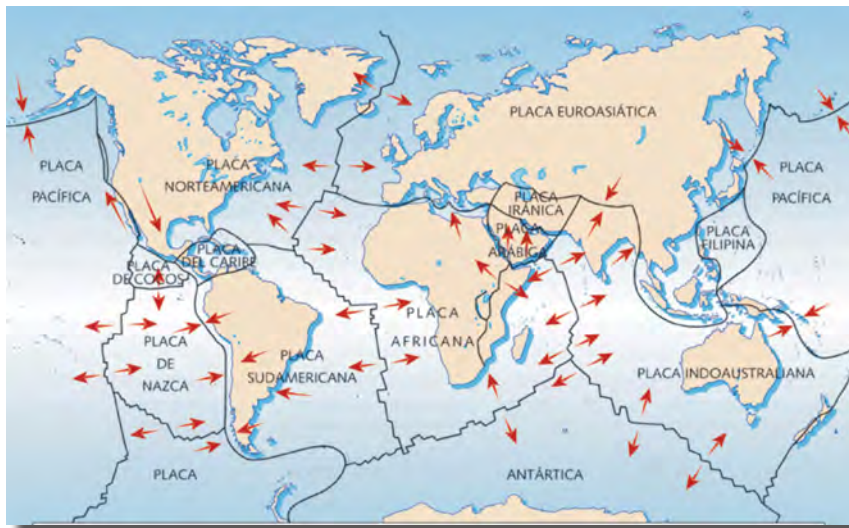 PLACA EUROASIÁTICA
PLACA
PACÍFICA
PLACA
NORTEAMERICANA
PLACA
IRÁNICA
PLACA
PACÍFICA
PLACA
FILIPINA
PLACA
ARÁBICA
PLACA
DEL CARIBE
PLACA
DE COCOS
PLACA
AFRICANA
PLACA
DE
NAZCA
PLACA
SUDAMERICANA
PLACA INDOAUSTRALIANA
PLACA
ANTÁRTICA